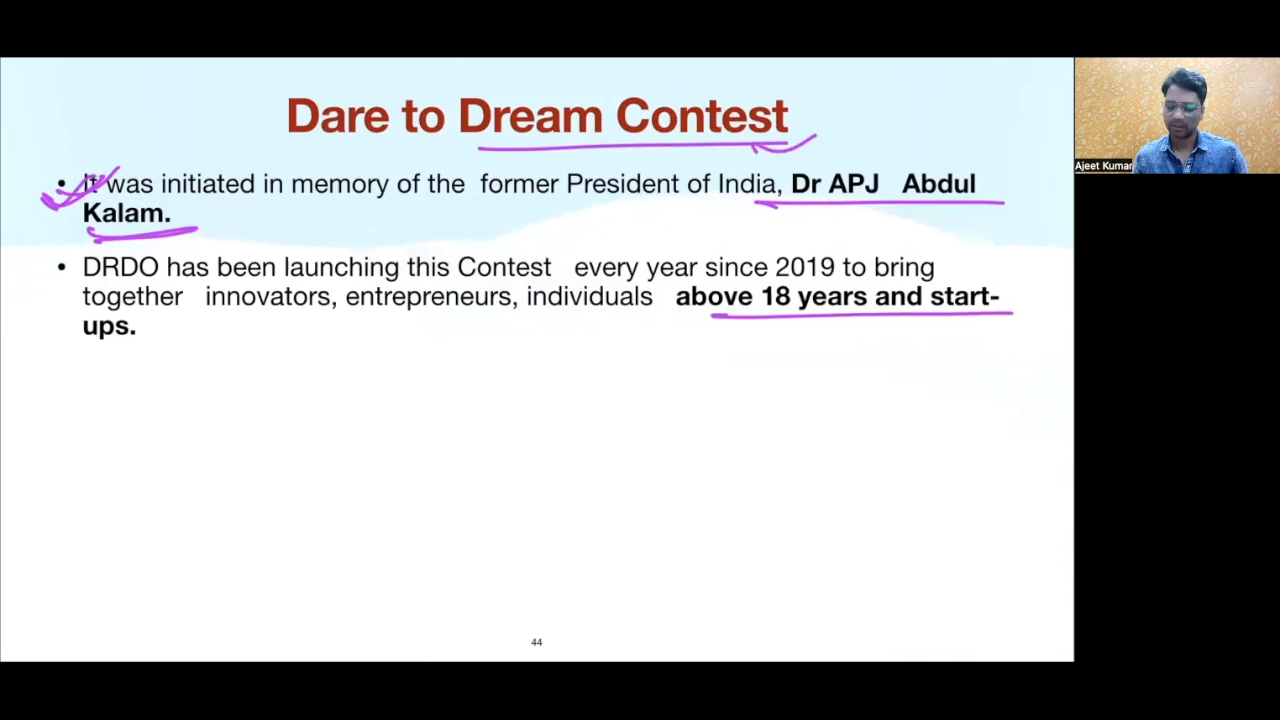 Dare to Dream Contest
• It was initiated in memory of the former President of India, Dr APJ Abdul
Kalam.
• DRDO has been launching this Contest every year since 2019 to bring
together innovators, entrepreneurs, individuals above 18 years and start-
ups.
44
Ajeet Kumar